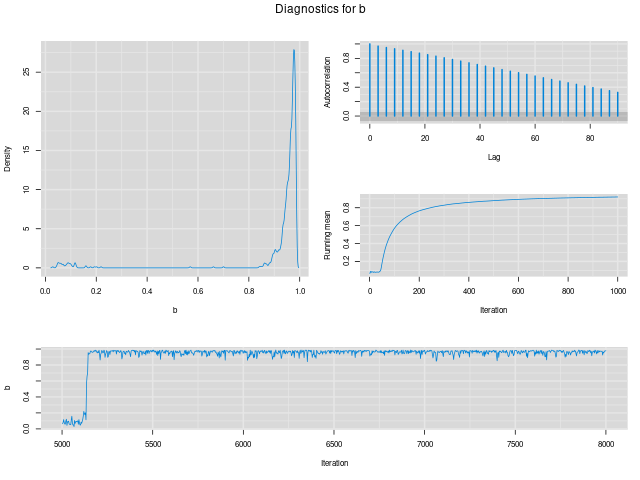 Diagnostics for b
Density
25
20
15
10
5
0
0.0 0.2 0.4 0.6 0.8 1.0
b
Autocorrelation
0.8
0.4
0.0
0 20 40 60 80
Lag
Running mean
0.8
0.6
0.4
0.2
0 200 400 600 800 1000
Iteration
b
0.8
0.4
0.0
5000 5500 6000 6500 7000 7500 8000
Iteration